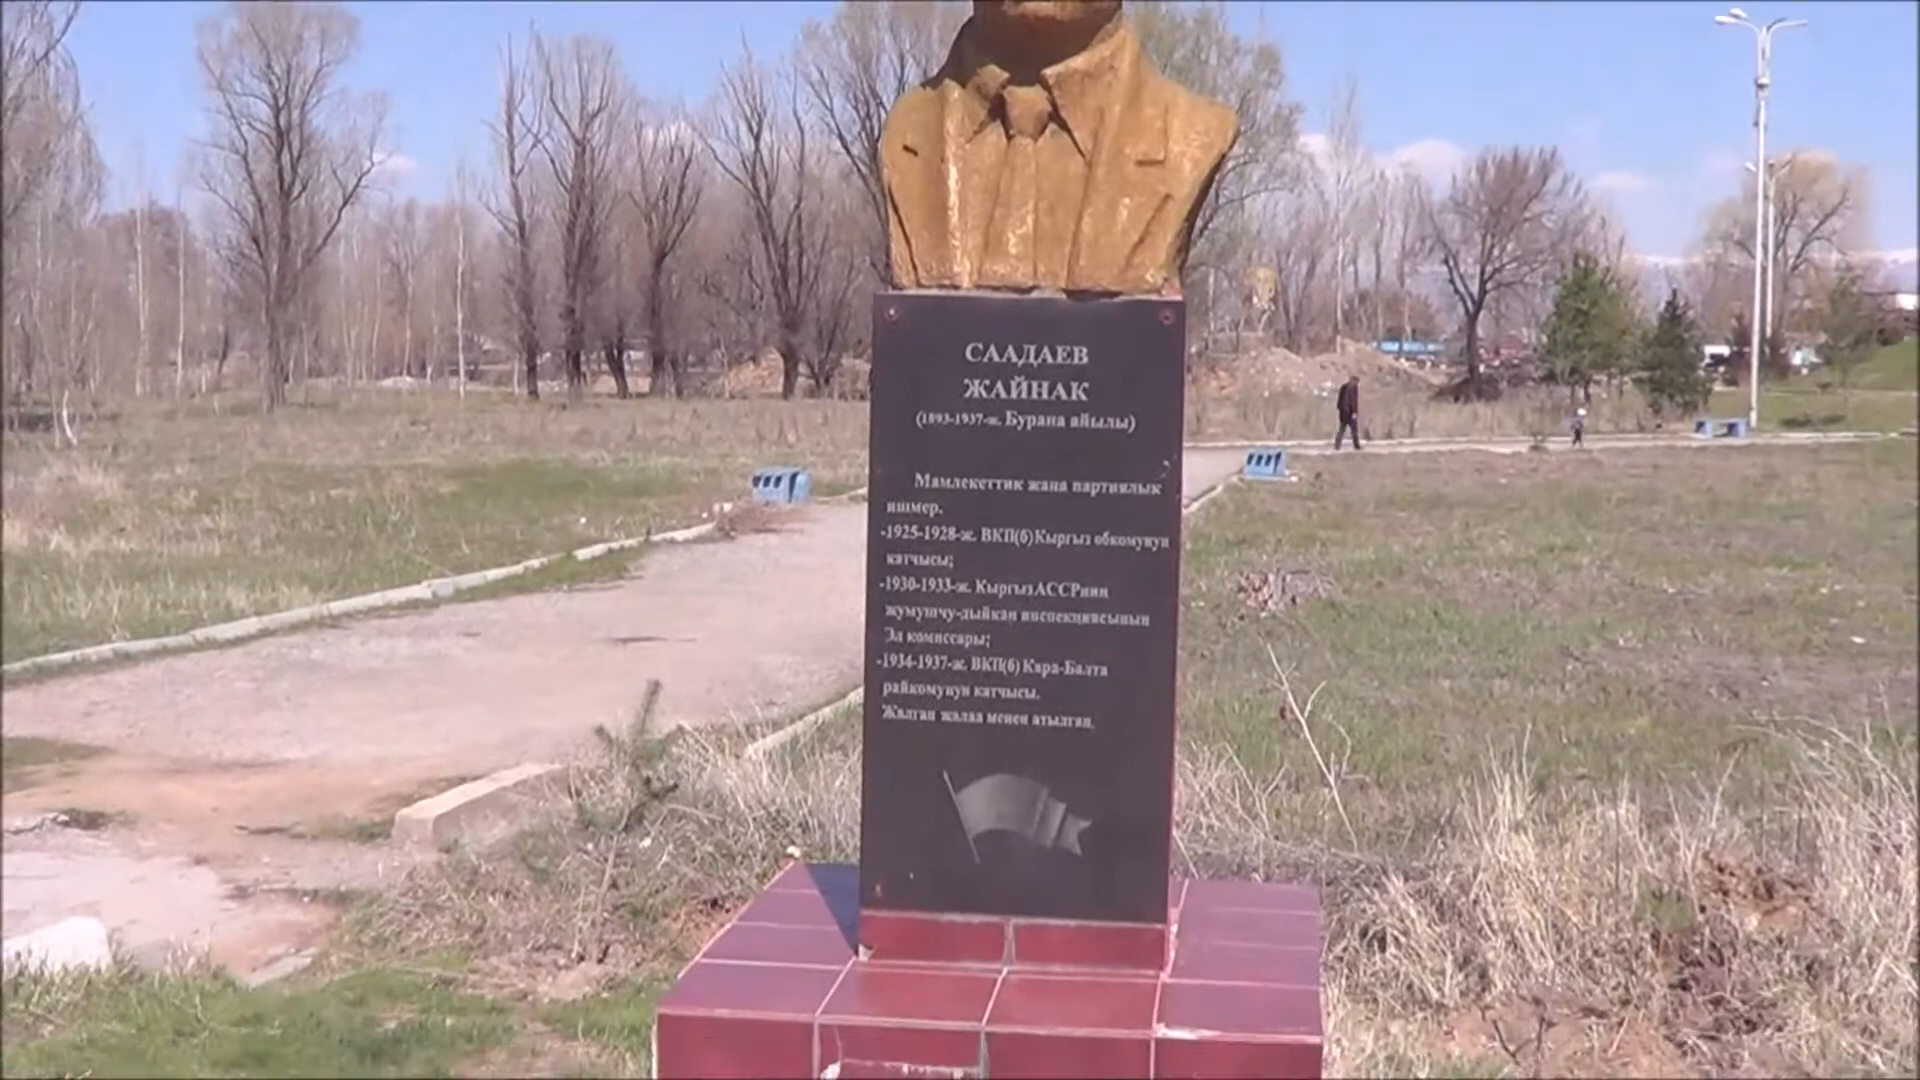 СААДАЕВ
ЖАЙНАК
(1893-1937-ж. Бурана айылы)
Мамлекеттик жана партиялык
ишмер.
-1925-1928-ж. ВКП(б)Кыргыз обкомунун
катчысы;
-1930-1933-ж. КыргызАССРнин
жумушчу-дыйкан инспекциясынын
Эл комиссары;
-1934-1937-ж. ВКП(б) Кара-Балта
райкомунун катчысы.
Жалган жалаа менен атылган.